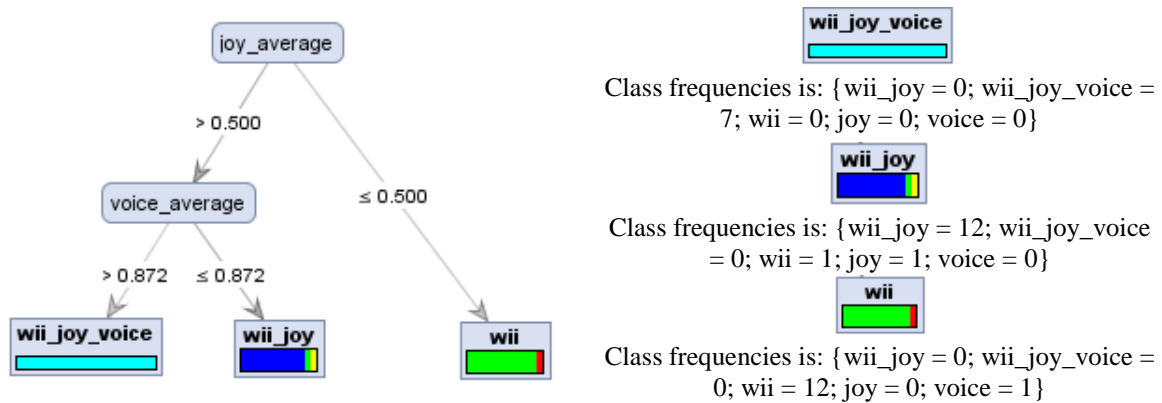 joy_average
> 0.500
≤ 0.500
voice_average
> 0.872
≤ 0.872
wii_joy_voice
wii_joy
wii
wii_joy_voice
Class frequencies is: {wii_joy = 0; wii_joy_voice =
7; wii = 0; joy = 0; voice = 0}
wii_joy
Class frequencies is: {wii_joy = 12; wii_joy_voice
= 0; wii = 1; joy = 1; voice = 0}
wii
Class frequencies is: {wii_joy = 0; wii_joy_voice =
0; wii = 12; joy = 0; voice = 1}